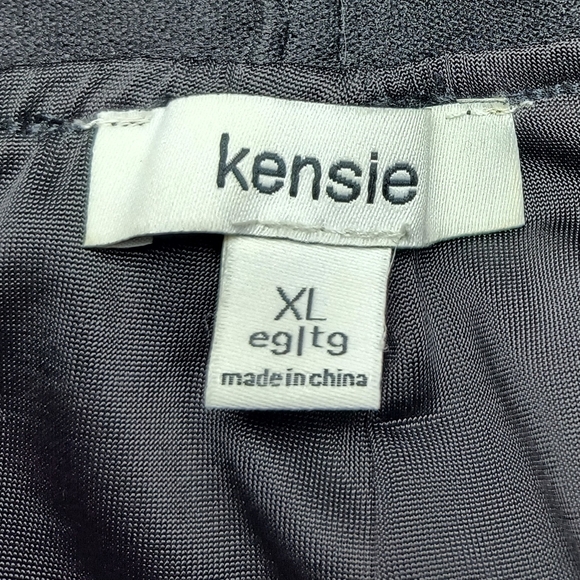 kensie
XL
eg|tg
made in china